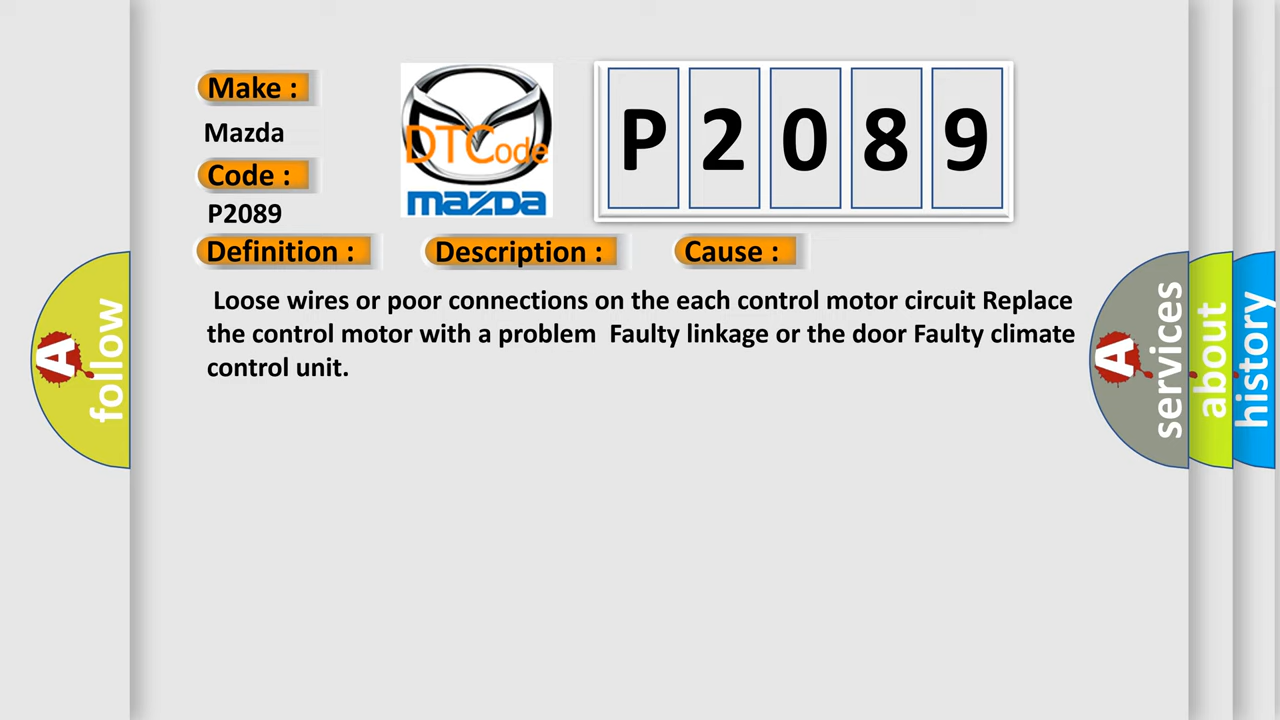 Make :
Mazda
Code :
P2089
DTCode
mazda
P 2 0 8 9
Definition :
Description :
Cause :
Loose wires or poor connections on the each control motor circuit Replace
the control motor with a problem  Faulty linkage or the door Faulty climate
control unit.
A follow
A services
about
history